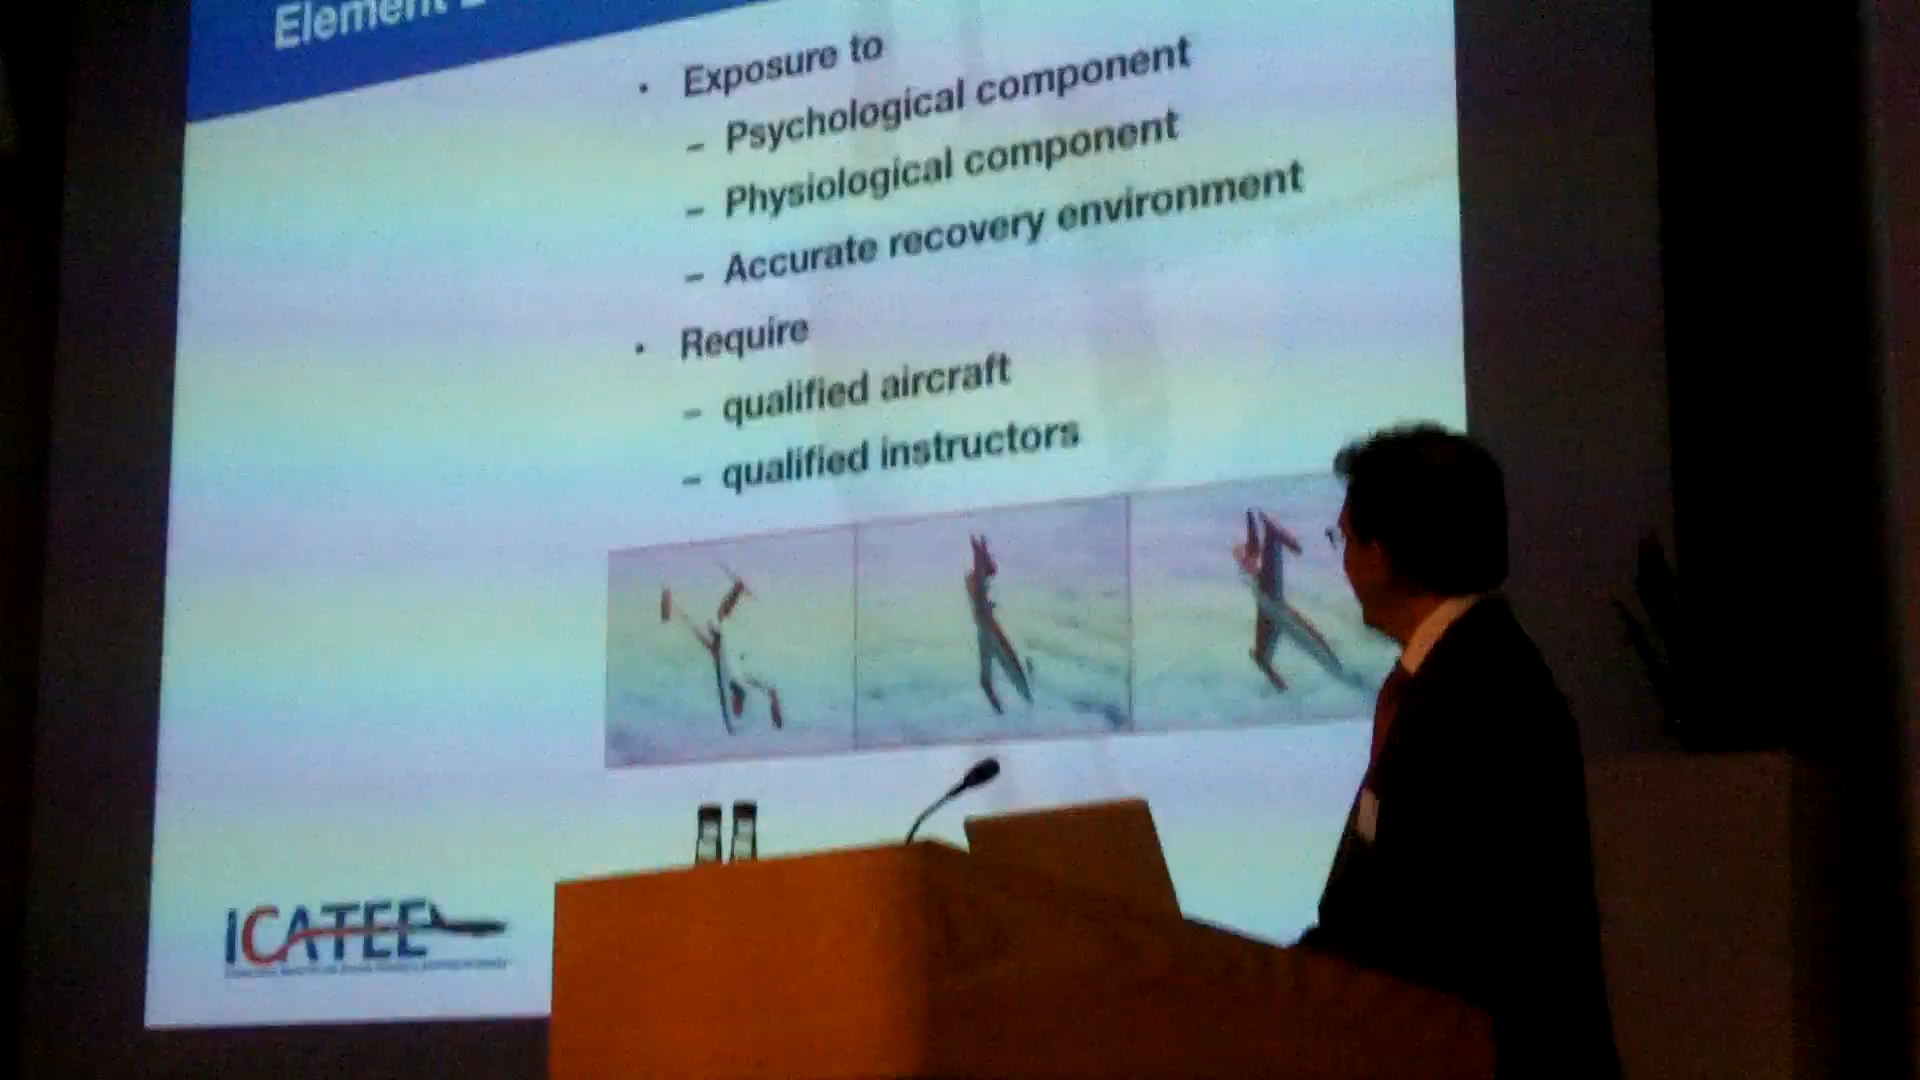 Element
• Exposure to
– Psychological component
– Physiological component
– Accurate recovery environment
• Require
– qualified aircraft
– qualified instructors
ICATEE